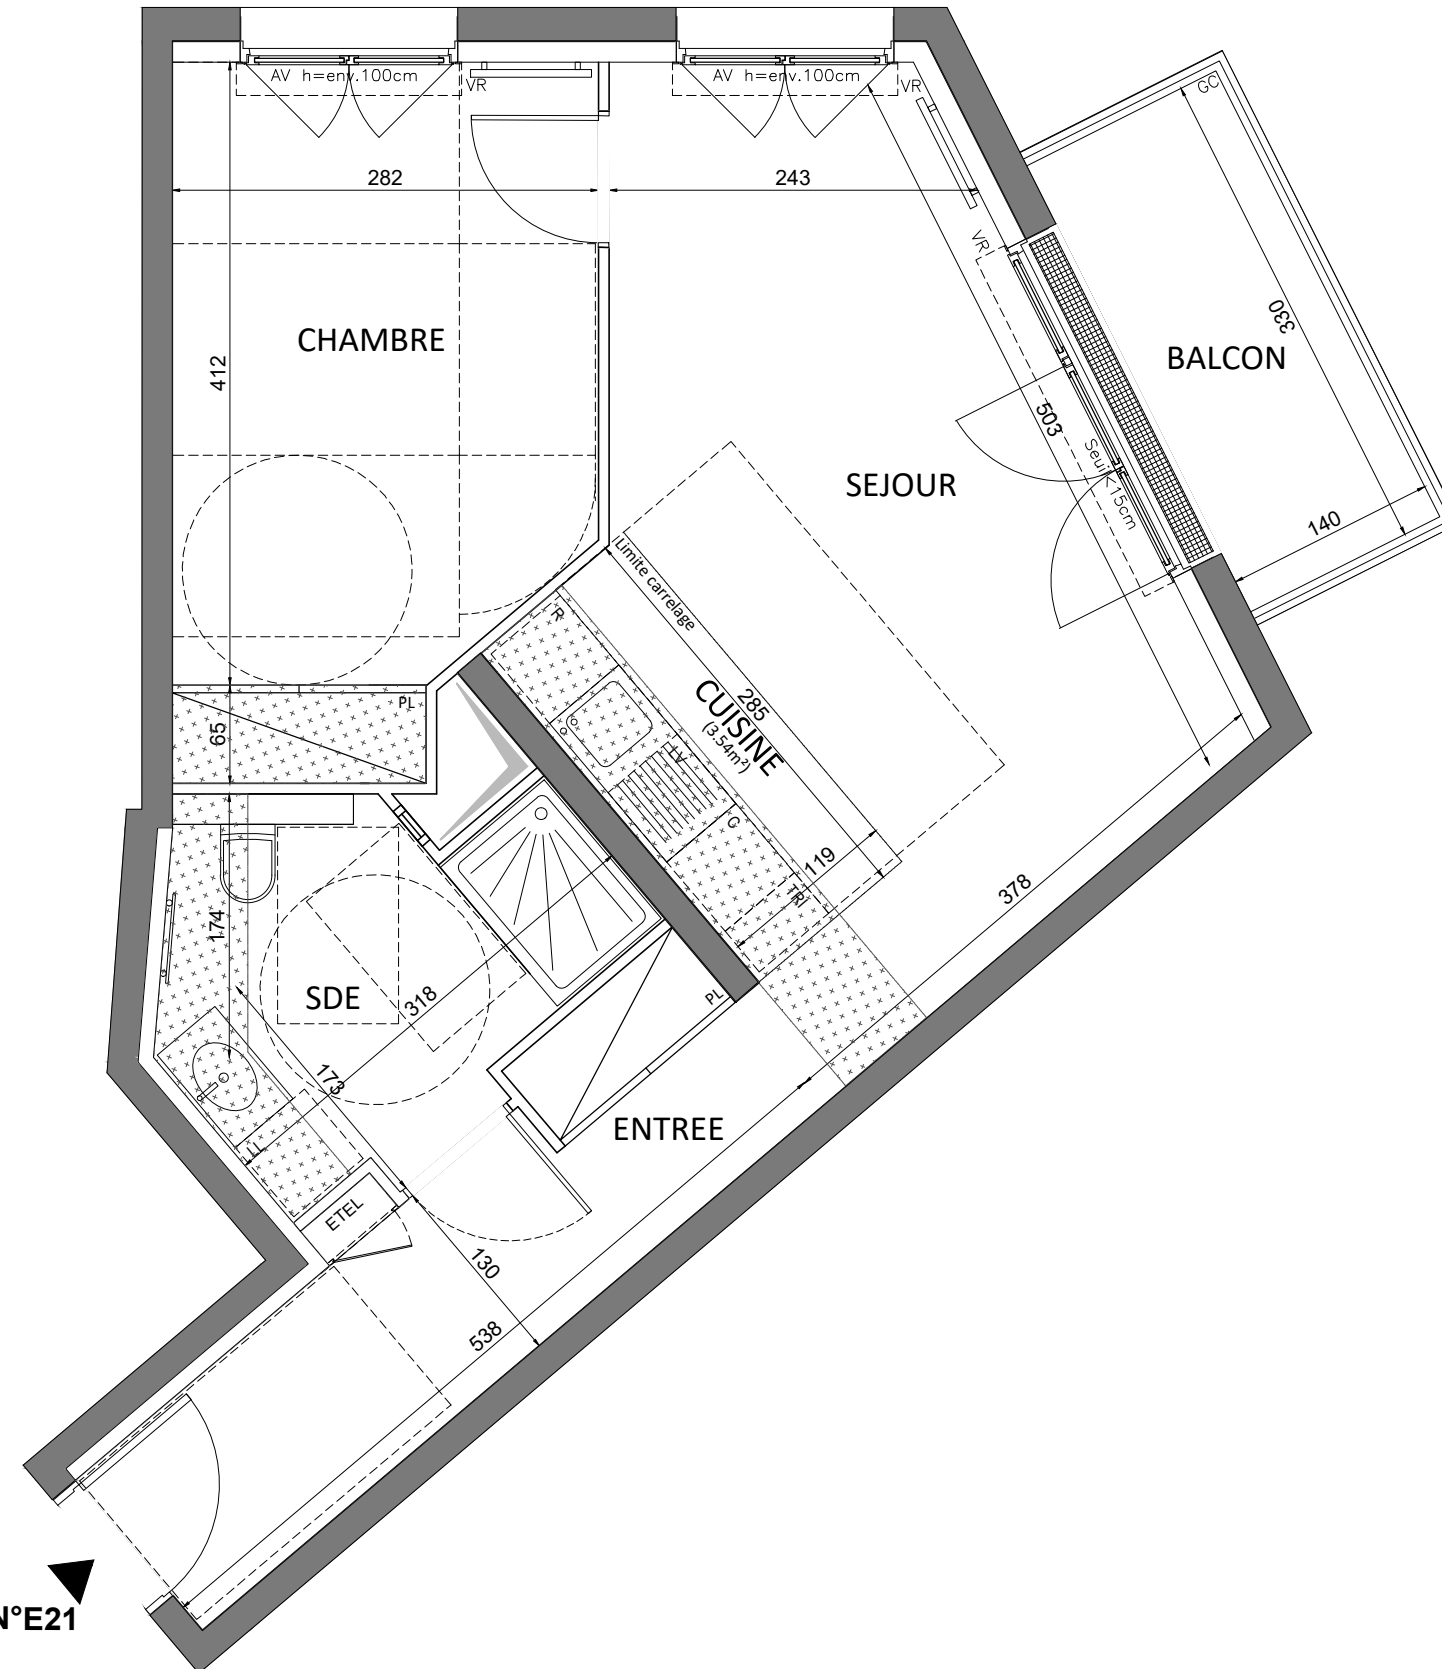 AV h=env.100cm
VR
AV h=env.100cm
VR
GC
282
243
VR
330
CHAMBRE
BALCON
412
503
Seuil<15cm
SEJOUR
140
Limite carrelage
R
285
CUISINE
(3.54m²)
PL
65
LV
G
119
TRI
378
174
SDE
318
PL
173
ENTREE
LL
ETEL
130
538
N°E21